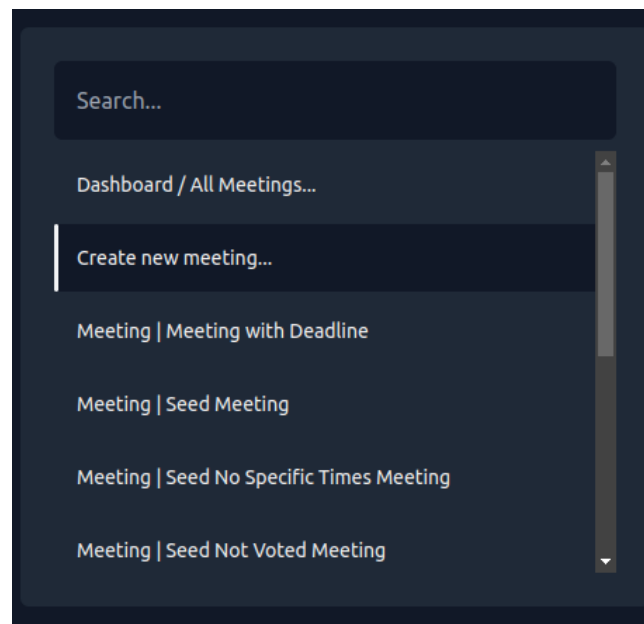 Search...
Dashboard / All Meetings...
Create new meeting...
Meeting | Meeting with Deadline
Meeting | Seed Meeting
Meeting | Seed No Specific Times Meeting
Meeting | Seed Not Voted Meeting